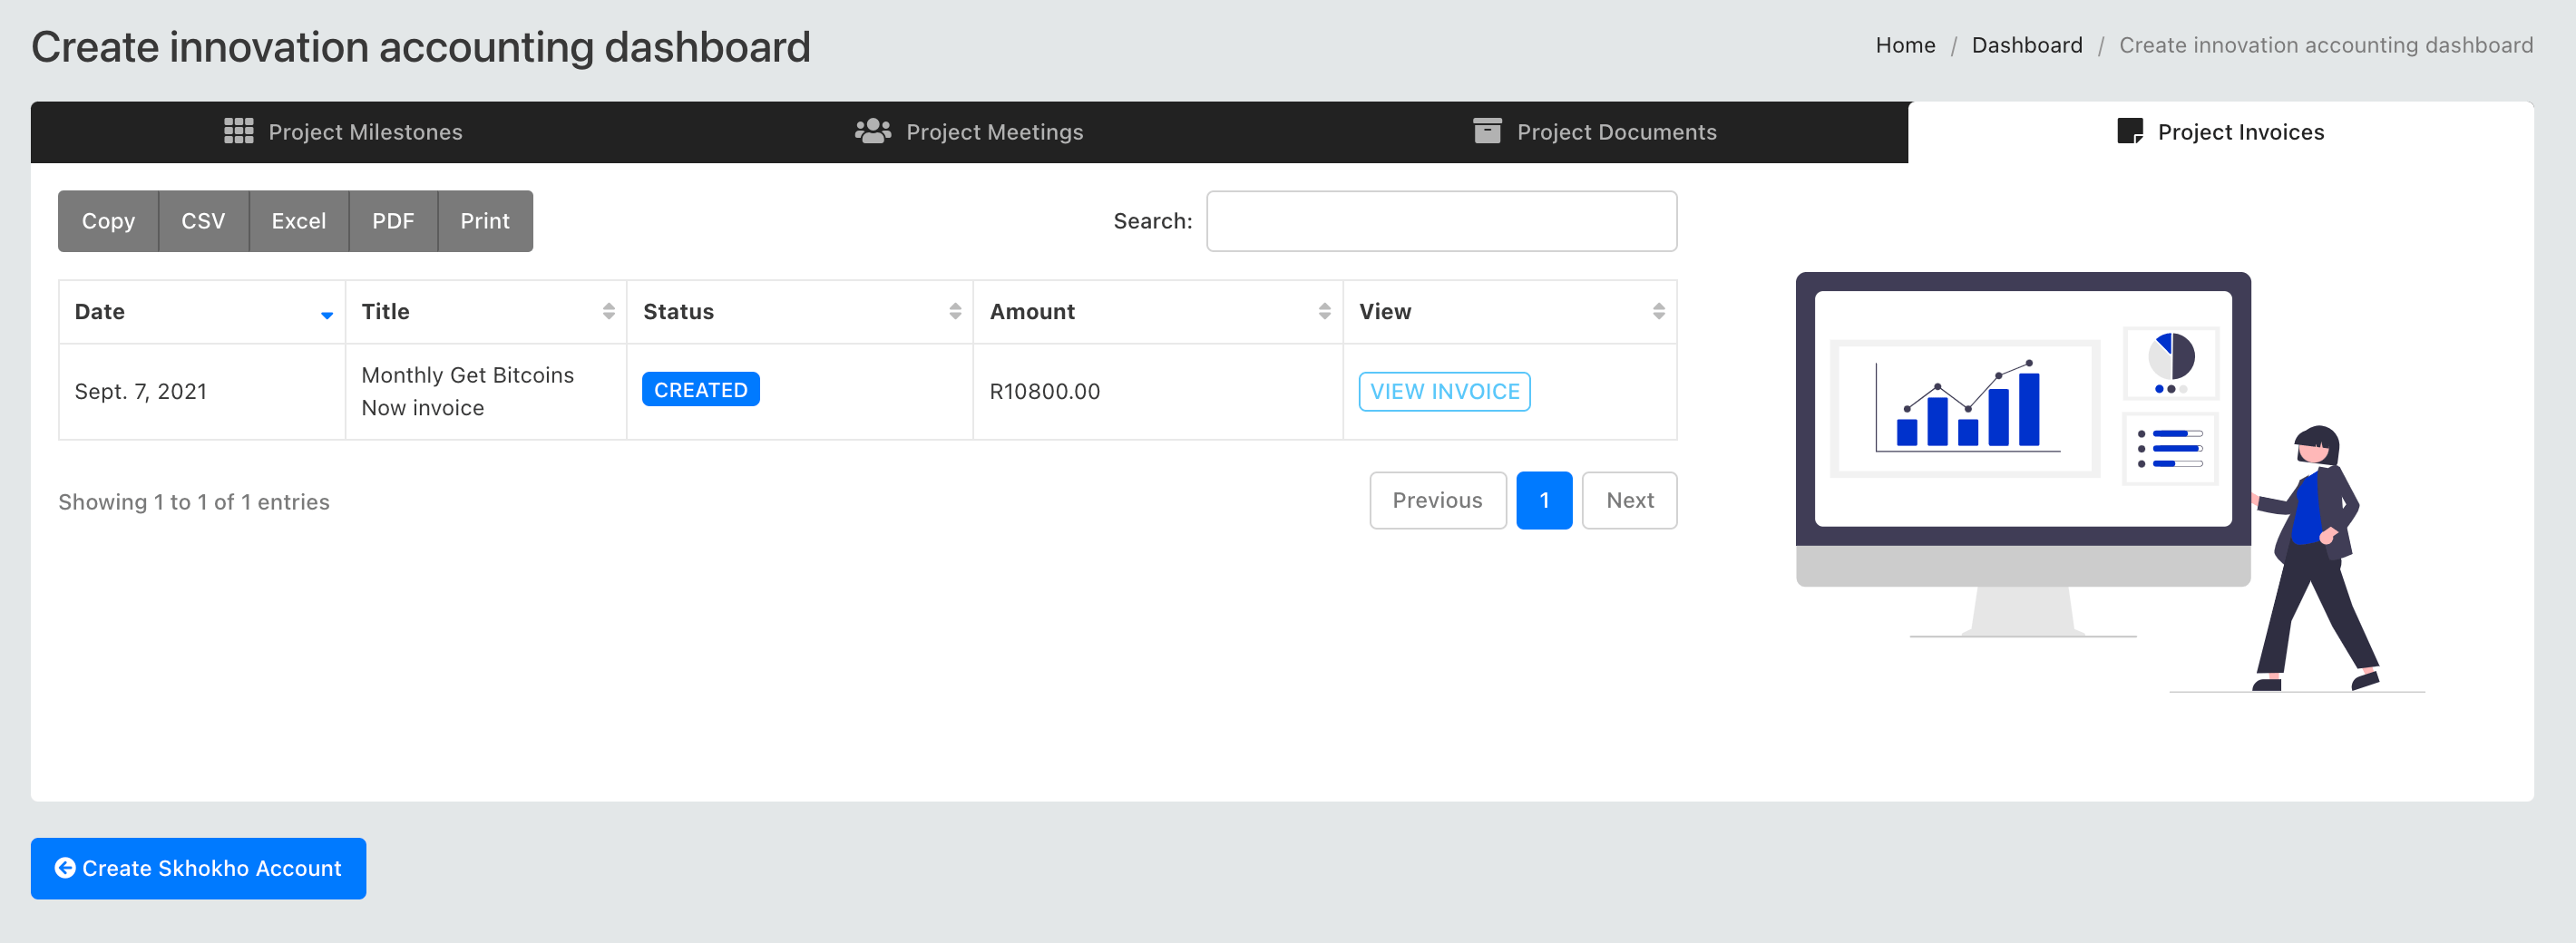 Create innovation accounting dashboard
Home / Dashboard / Create innovation accounting dashboard
Project Milestones
Project Meetings
Project Documents
Project Invoices
Copy
CSV
Excel
PDF
Print
Search:
Date
Title
Status
Amount
View
Sept. 7, 2021
Monthly Get Bitcoins
Now invoice
CREATED
R10800.00
VIEW INVOICE
Showing 1 to 1 of 1 entries
Previous
1
Next
Create Skhokho Account